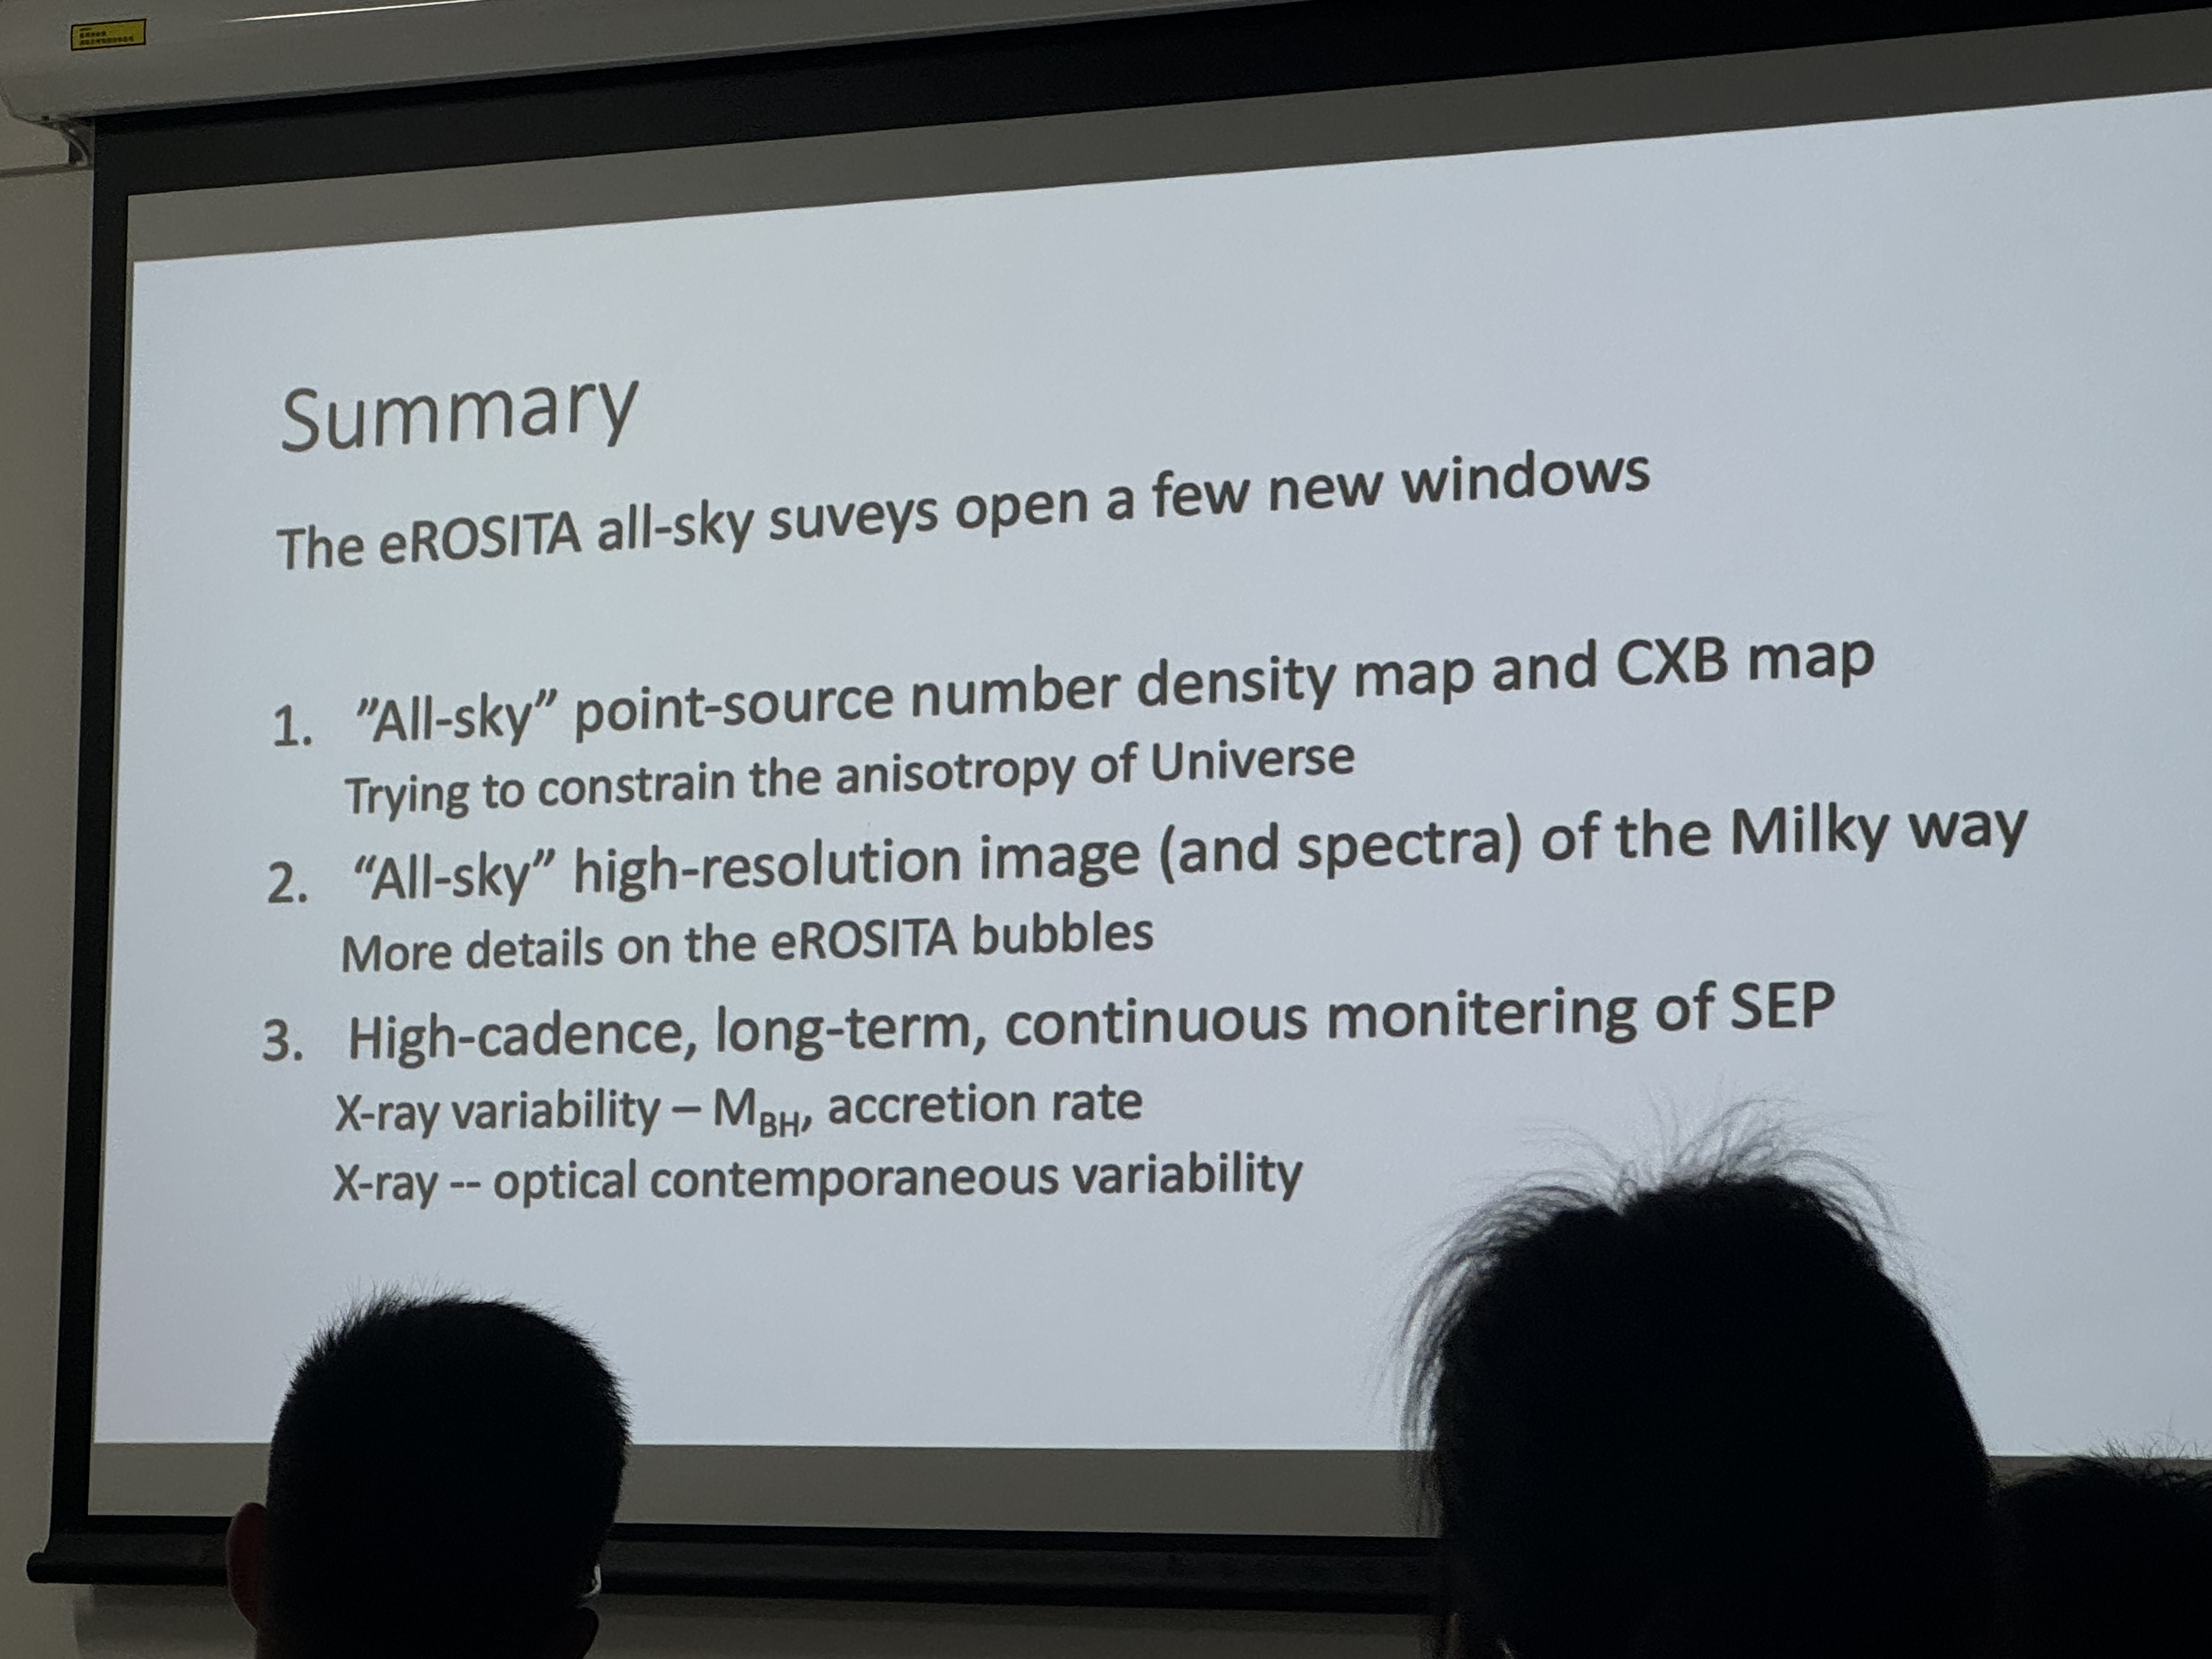 Summary
The eROSITA all-sky suveys open a few new windows
1. ”All-sky” point-source number density map and CXB map
Trying to constrain the anisotropy of Universe
2. “All-sky” high-resolution image (and spectra) of the Milky way
More details on the eROSITA bubbles
3. High-cadence, long-term, continuous monitering of SEP
X-ray variability – M_BH, accretion rate
X-ray -- optical contemporaneous variability